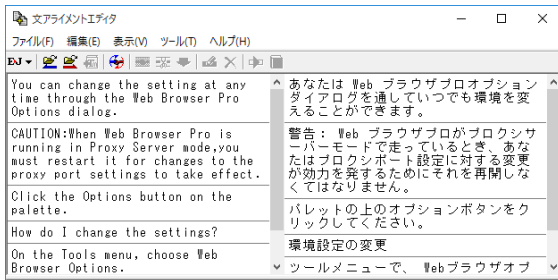 文アライメントエディタ
ファイル(F) 編集(E) 表示(V) ツール(T) ヘルプ(H)
EJ
You can change the setting at any
time through the Web Browser Pro
Options dialog.
CAUTION:When Web Browser Pro is
running in Proxy Server mode,you
must restart it for changes to the
proxy port settings to take effect.
Click the Options button on the
palette.
How do I change the settings?
On the Tools menu, choose Web
Browser Options.
あなたは Web ブラウザプロオプション
ダイアログを通していつでも環境を変
えることができます。
警告: Web ブラウザプロがプロクシサ
ーバーモードで走っているとき、あな
たはプロクシポート設定に対する変更
が効力を発するためにそれを再開しな
くてはなりません。
パレットの上のオプションボタンをク
リックしてください。
環境設定の変更
ツールメニューで、 Webブラウザオプ